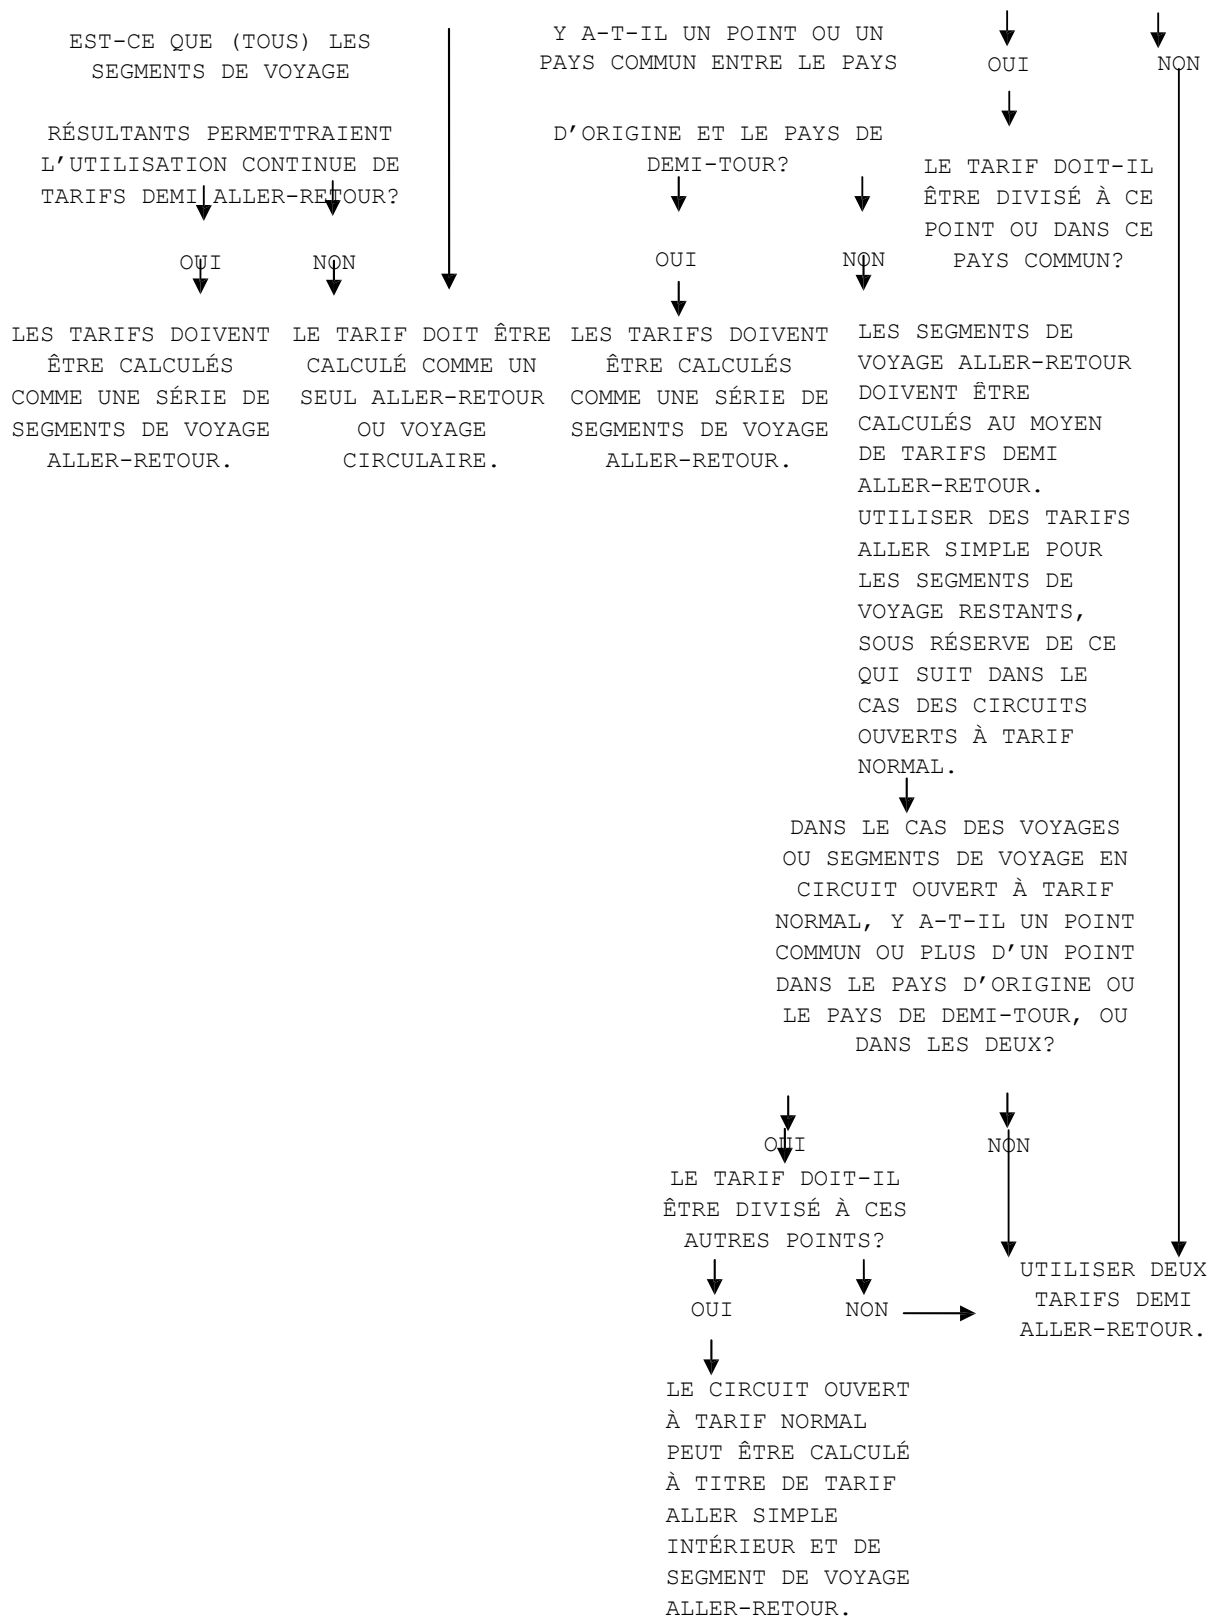 EST-CE QUE (TOUS) LES
SEGMENTS DE VOYAGE
RÉSULTANTS PERMETTRAIENT
L'UTILISATION CONTINUE DE
TARIFS DEMI ALLER-RETOUR?
OUI
NON
LES TARIFS DOIVENT
ÊTRE CALCULÉS
COMME UNE SÉRIE DE
SEGMENTS DE VOYAGE
ALLER-RETOUR.
LE TARIF DOIT ÊTRE
CALCULÉ COMME UN
SEUL ALLER-RETOUR
OU VOYAGE
CIRCULAIRE.
Y A-T-IL UN POINT OU UN
PAYS COMMUN ENTRE LE PAYS
D'ORIGINE ET LE PAYS DE
DEMI-TOUR?
OUI
NON
LES TARIFS DOIVENT
ÊTRE CALCULÉS
COMME UNE SÉRIE DE
SEGMENTS DE VOYAGE
ALLER-RETOUR.
OUI
NON
LE TARIF DOIT-IL
ÊTRE DIVISÉ À CE
POINT OU DANS CE
PAYS COMMUN?
LES SEGMENTS DE
VOYAGE ALLER-RETOUR
DOIVENT ÊTRE
CALCULÉS AU MOYEN
DE TARIFS DEMI
ALLER-RETOUR.
UTILISER DES TARIFS
ALLER SIMPLE POUR
LES SEGMENTS DE
VOYAGE RESTANTS,
SOUS RÉSERVE DE CE
QUI SUIT DANS LE
CAS DES CIRCUITS
OUVERTS À TARIF
NORMAL.
DANS LE CAS DES VOYAGES
OU SEGMENTS DE VOYAGE EN
CIRCUIT OUVERT À TARIF
NORMAL, Y A-T-IL UN POINT
COMMUN OU PLUS D'UN POINT
DANS LE PAYS D'ORIGINE OU
LE PAYS DE DEMI-TOUR, OU
DANS LES DEUX?
OUI
NON
LE TARIF DOIT-IL
ÊTRE DIVISÉ À CES
AUTRES POINTS?
OUI
NON
UTILISER DEUX
TARIFS DEMI
ALLER-RETOUR.
LE CIRCUIT OUVERT
À TARIF NORMAL
PEUT ÊTRE CALCULÉ
À TITRE DE TARIF
ALLER SIMPLE
INTÉRIEUR ET DE
SEGMENT DE VOYAGE
ALLER-RETOUR.